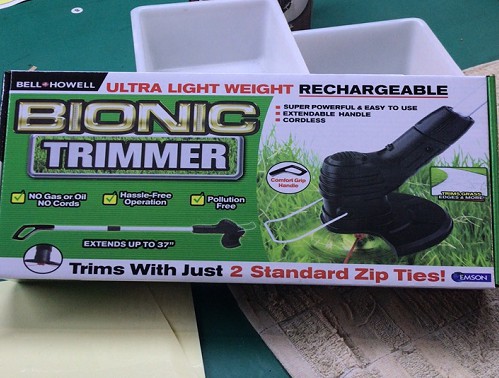 BELL+HOWELL
ULTRA LIGHT WEIGHT RECHARGEABLE
BIONIC
TRIMMER
SUPER POWERFUL & EASY TO USE
EXTENDABLE HANDLE
CORDLESS
Comfort Grip
Handle
TRIMS GRASS
EDGES & MORE!
No Gas or Oil
No Cords
Hassle-Free
Operation
Pollution
Free
EXTENDS UP TO 37"
Trims With Just 2 Standard Zip Ties!
EMSON